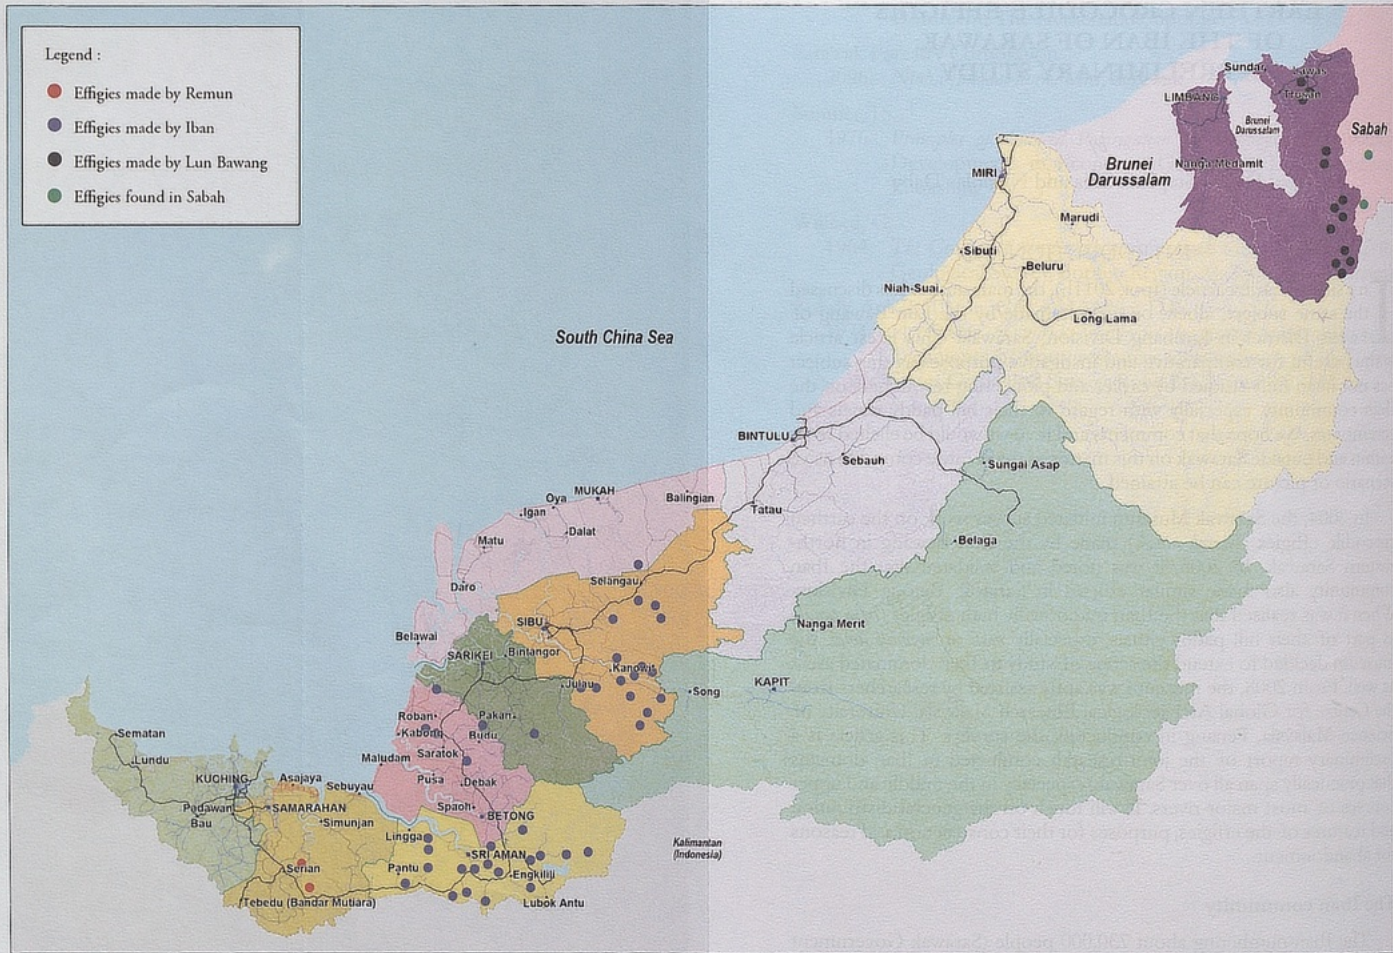 Legend :
Effigies made by Remun
Effigies made by Iban
Effigies made by Lun Bawang
Effigies found in Sabah
Sundar
Lawas
Trusan
LIMBANG
Brunei
Darussalam
Sabah
Nanga Medamit
Brunei
Darussalam
MIRI
Marudi
Sibuti
Beluru
Niah-Suai
Long Lama
South China Sea
BINTULU
Sebauh
Sungai Asap
Tatau
Belaga
Balingian
MUKAH
Oya
Igan
Dalat
Matu
Daro
Selangau
SIBU
Belawai
SARIKEI
Bintangor
Kanowit
Julau
Nanga Merit
KAPIT
Song
Roban
Kabong
Pakan
Budu
Saratok
Maludam
Pusa
Debak
Spaoh
BETONG
Sematan
Lundu
KUCHING
Asajaya
Sebuyau
Padawan
SAMARAHAN
Bau
Simunjan
Lingga
SRI AMAN
Serian
Pantu
Engkilili
Tebedu (Bandar Mutiara)
Lubok Antu
Kalimantan
(Indonesia)